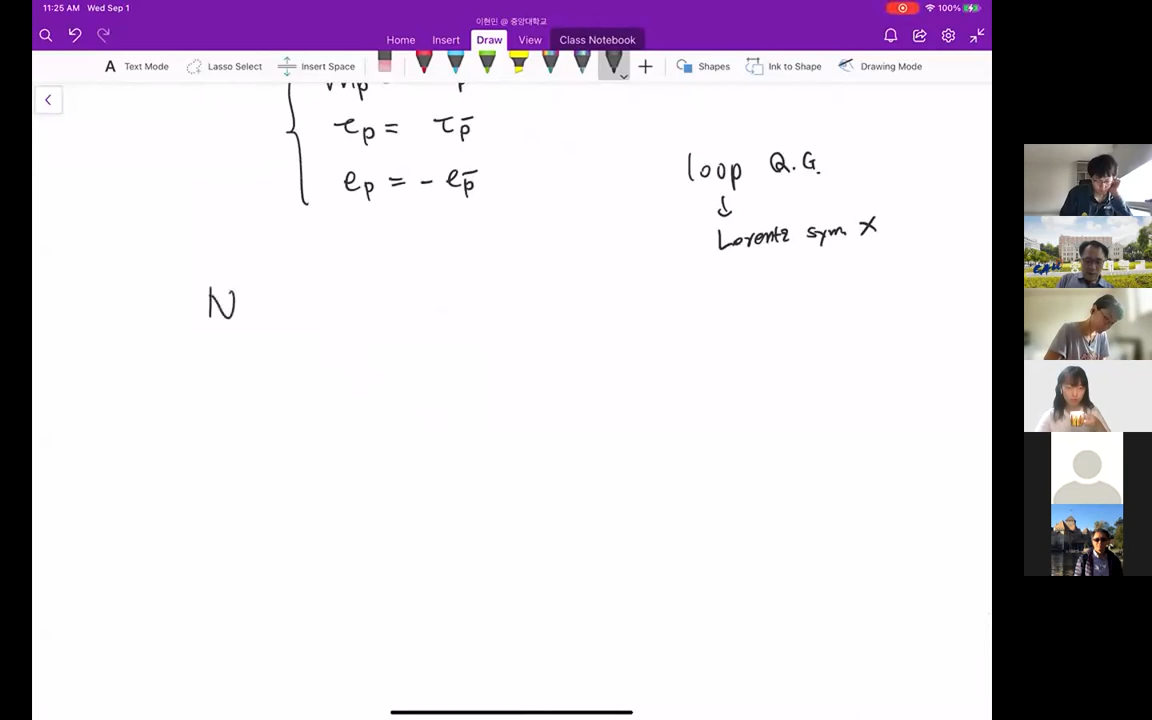 11:25 AM Wed Sep 1
100%
이현민 @ 중앙대학교
Home Insert Draw View Class Notebook
A Text Mode Lasso Select Insert Space Shapes Ink to Shape Drawing Mode
τp = τp̄
ep = - ep̄
loop Q.G.
↓
Lorentz sym X
N